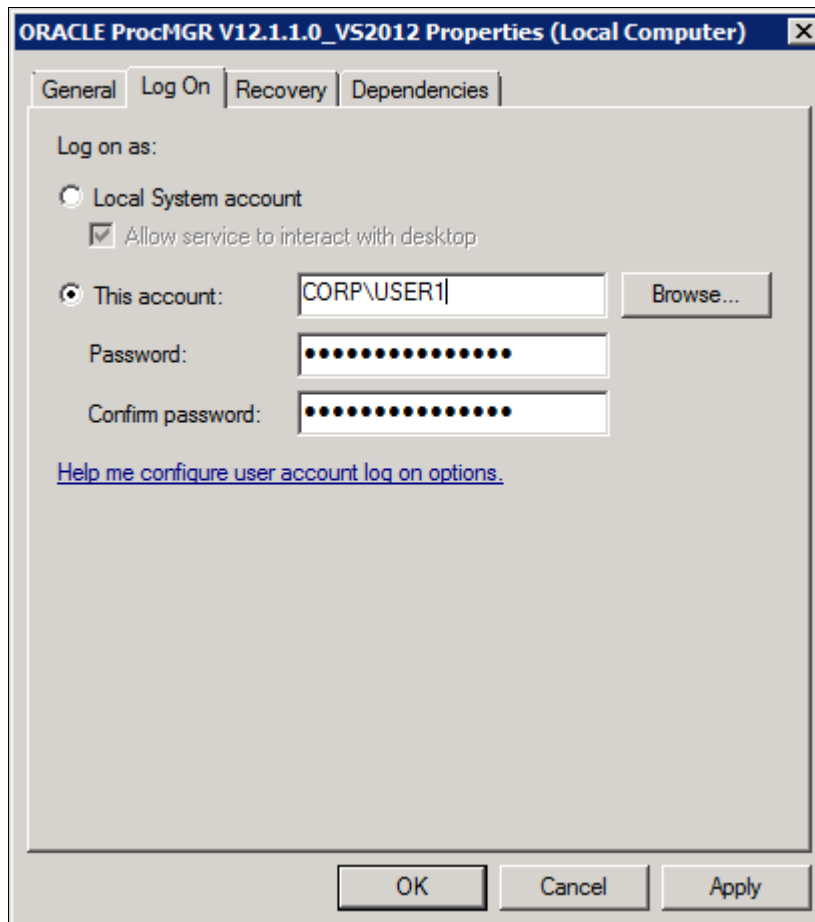 ORACLE ProcMGR V12.1.1.0_VS2012 Properties (Local Computer)
General Log On Recovery Dependencies
Log on as:
Local System account
Allow service to interact with desktop
This account: CORP\USER1 Browse...
Password: •••••••••••••••
Confirm password: •••••••••••••••
Help me configure user account log on options.
OK Cancel Apply